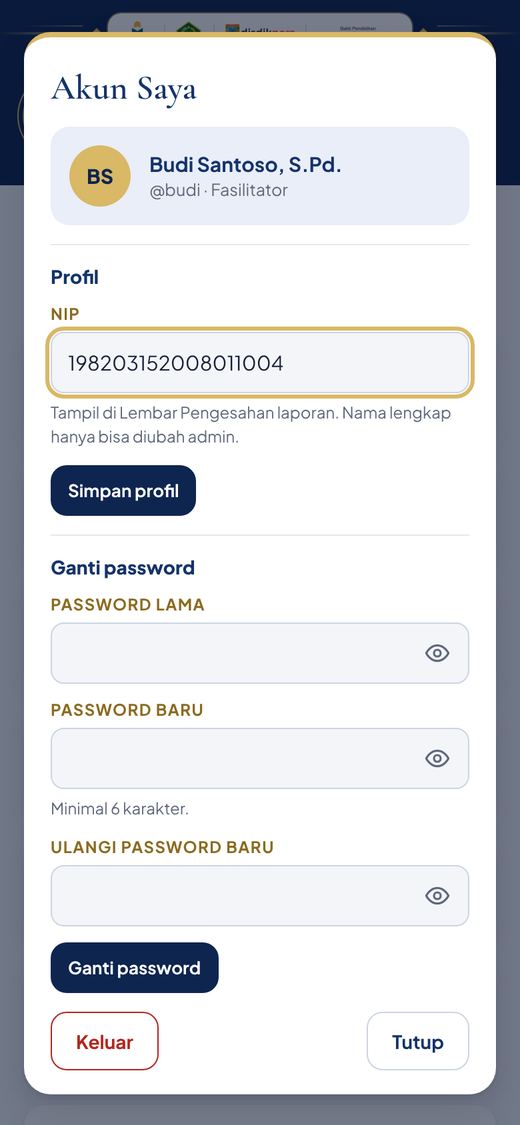 disdikpora
Akun Saya
BS
Budi Santoso, S.Pd.
@budi · Fasilitator
Profil
NIP
198203152008011004
Tampil di Lembar Pengesahan laporan. Nama lengkap
hanya bisa diubah admin.
Simpan profil
Ganti password
PASSWORD LAMA
PASSWORD BARU
Minimal 6 karakter.
ULANGI PASSWORD BARU
Ganti password
Keluar
Tutup